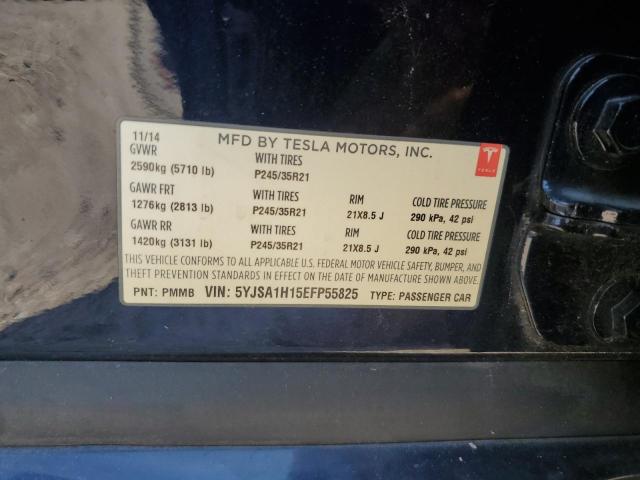 11/14 MFD BY TESLA MOTORS, INC.
TESLA
GVWR WITH TIRES
2590kg (5710 lb) P245/35R21
GAWR FRT WITH TIRES RIM COLD TIRE PRESSURE
1276kg (2813 lb) P245/35R21 21X8.5 J 290 kPa, 42 psi
GAWR RR WITH TIRES RIM COLD TIRE PRESSURE
1420kg (3131 lb) P245/35R21 21X8.5 J 290 kPa, 42 psi
THIS VEHICLE CONFORMS TO ALL APPLICABLE U.S. FEDERAL MOTOR VEHICLE SAFETY, BUMPER, AND
THEFT PREVENTION STANDARDS IN EFFECT ON THE DATE OF MANUFACTURE SHOWN ABOVE.
PNT: PMMB VIN: 5YJSA1H15EFP55825 TYPE: PASSENGER CAR